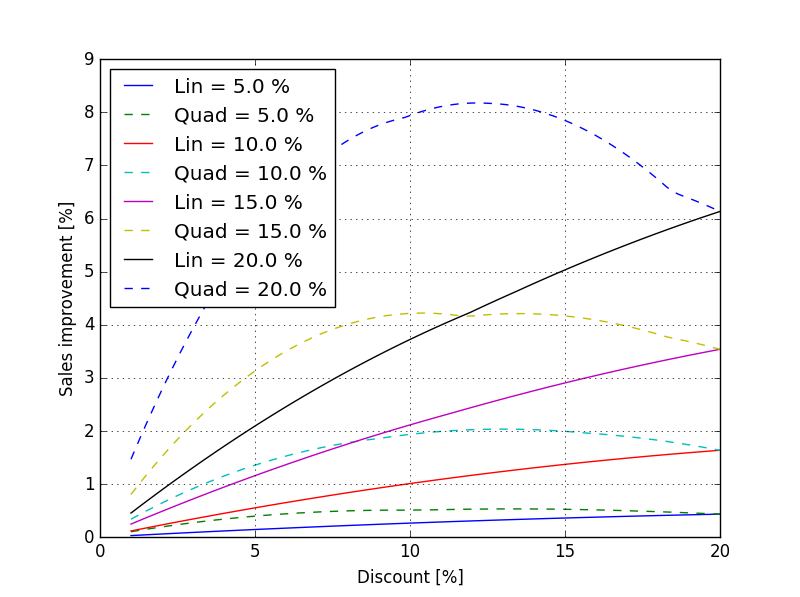 9
8
7
6
5
4
3
2
1
0
Sales improvement [%]
Lin = 5.0 %
Quad = 5.0 %
Lin = 10.0 %
Quad = 10.0 %
Lin = 15.0 %
Quad = 15.0 %
Lin = 20.0 %
Quad = 20.0 %
0 5 10 15 20
Discount [%]